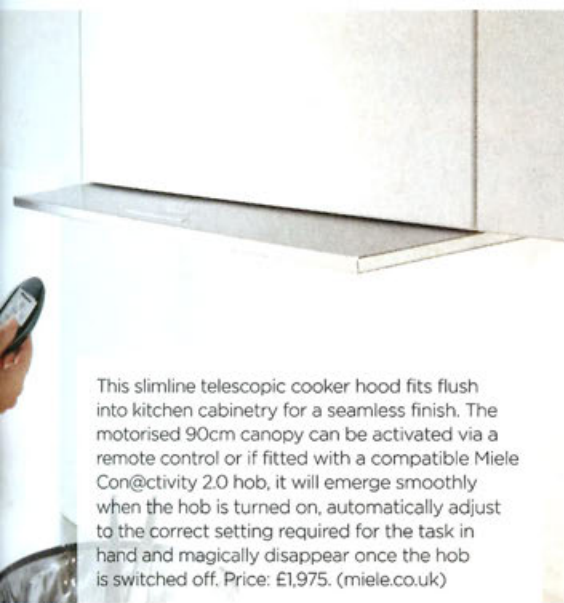 This slimline telescopic cooker hood fits flush
into kitchen cabinetry for a seamless finish. The
motorised 90cm canopy can be activated via a
remote control or if fitted with a compatible Miele
Con@ctivity 2.0 hob, it will emerge smoothly
when the hob is turned on, automatically adjust
to the correct setting required for the task in
hand and magically disappear once the hob
is switched off. Price: £1,975. (miele.co.uk)